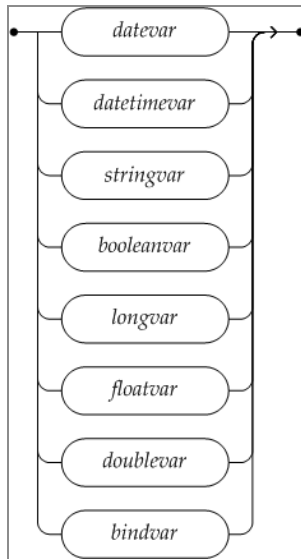 datevar
datetimevar
stringvar
booleanvar
longvar
floatvar
doublevar
bindvar